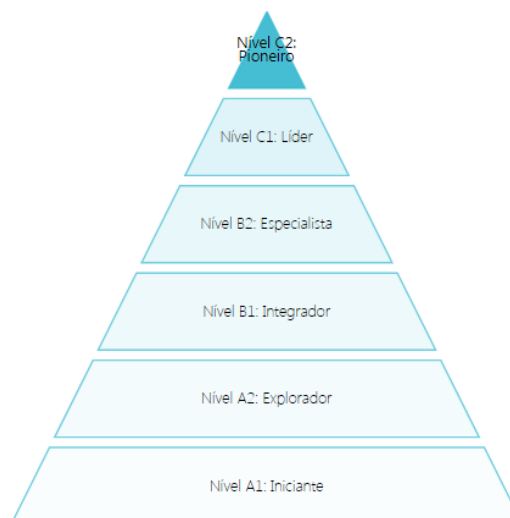 Nível C2:
Pioneiro
Nível C1: Líder
Nível B2: Especialista
Nível B1: Integrador
Nível A2: Explorador
Nível A1: Iniciante